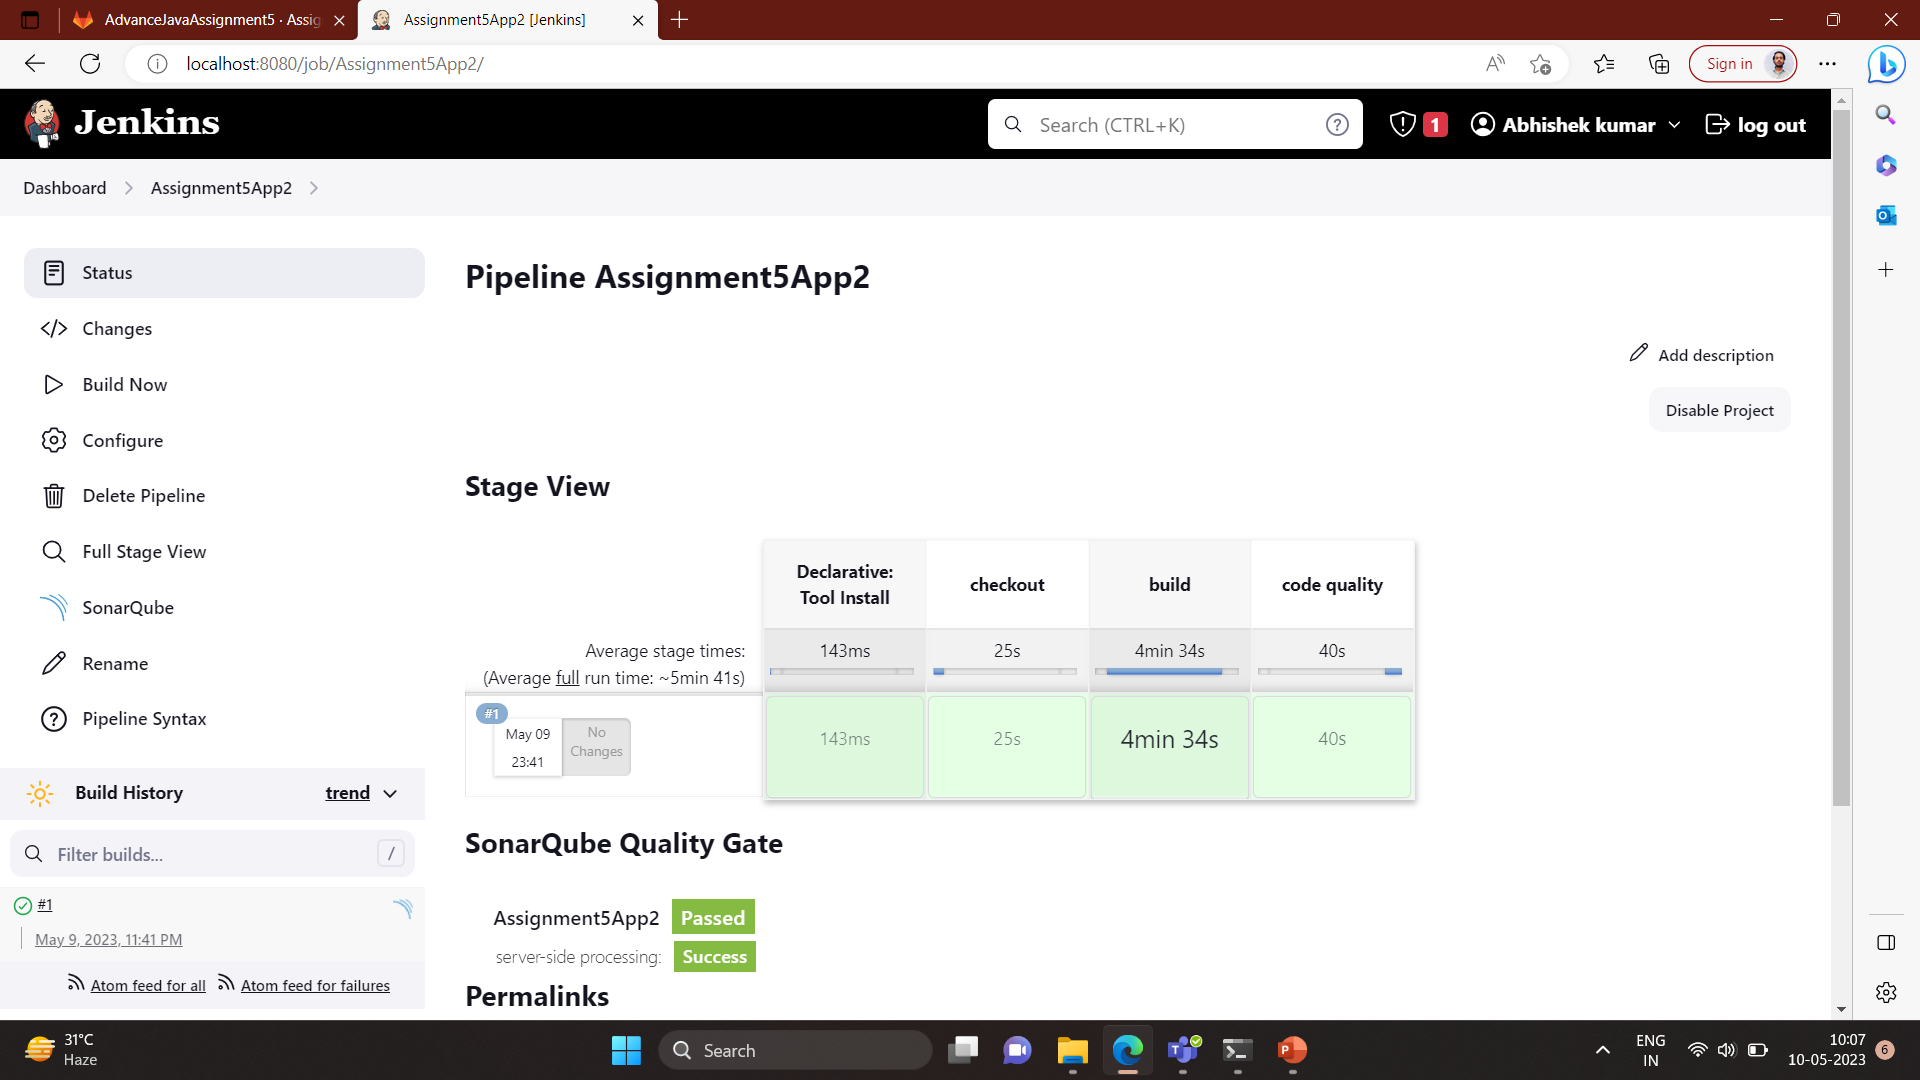 AdvanceJavaAssignment5 · Assig
Assignment5App2 [Jenkins]
localhost:8080/job/Assignment5App2/
Sign in
Jenkins
Search (CTRL+K)
1
Abhishek kumar
log out
Dashboard
Assignment5App2
Status
Changes
Build Now
Configure
Delete Pipeline
Full Stage View
SonarQube
Rename
Pipeline Syntax
Build History
trend
Filter builds...
/
#1
May 9, 2023, 11:41 PM
Atom feed for all
Atom feed for failures
Pipeline Assignment5App2
Add description
Disable Project
Stage View
Declarative:
Tool Install
checkout
build
code quality
Average stage times:
(Average full run time: ~5min 41s)
143ms
25s
4min 34s
40s
#1
May 09
23:41
No
Changes
143ms
25s
4min 34s
40s
SonarQube Quality Gate
Assignment5App2 Passed
server-side processing: Success
Permalinks
31°C
Haze
Search
ENG
IN
10:07
10-05-2023
6